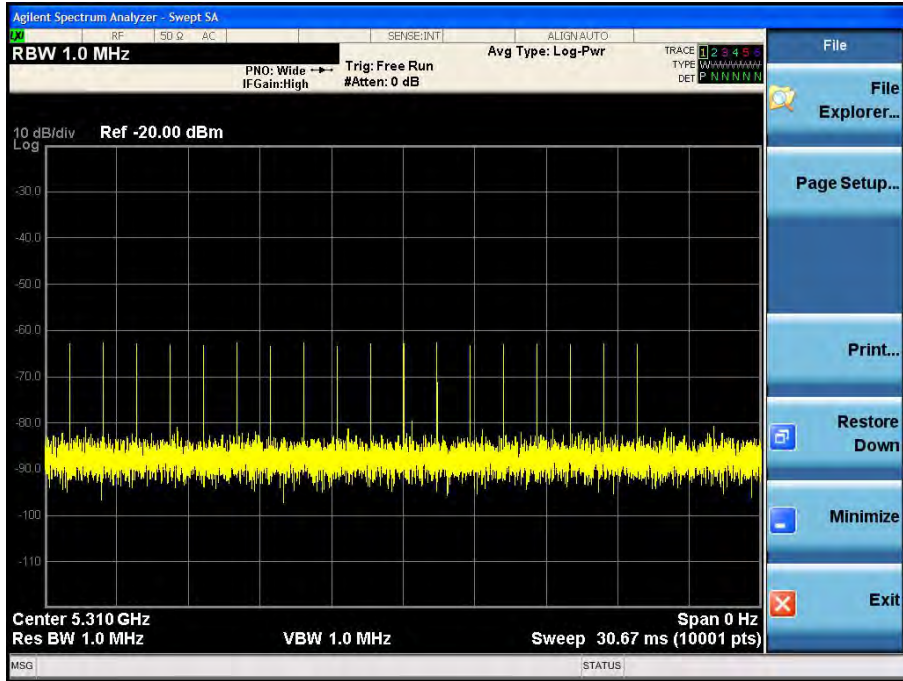 Agilent Spectrum Analyzer - Swept SA
LXI RF 50 Ω AC SENSE:INT ALIGN AUTO
RBW 1.0 MHz
PNO: Wide
IFGain:High
Trig: Free Run
#Atten: 0 dB
Avg Type: Log-Pwr
TRACE 1 2 3 4 5 6
TYPE
DET P N N N N N
10 dB/div
Log
Ref -20.00 dBm
-30.0
-40.0
-50.0
-60.0
-70.0
-80.0
-90.0
-100
-110
Center 5.310 GHz
Span 0 Hz
Res BW 1.0 MHz
VBW 1.0 MHz
Sweep 30.67 ms (10001 pts)
MSG
STATUS
File
File
Explorer...
Page Setup...
Print...
Restore
Down
Minimize
Exit